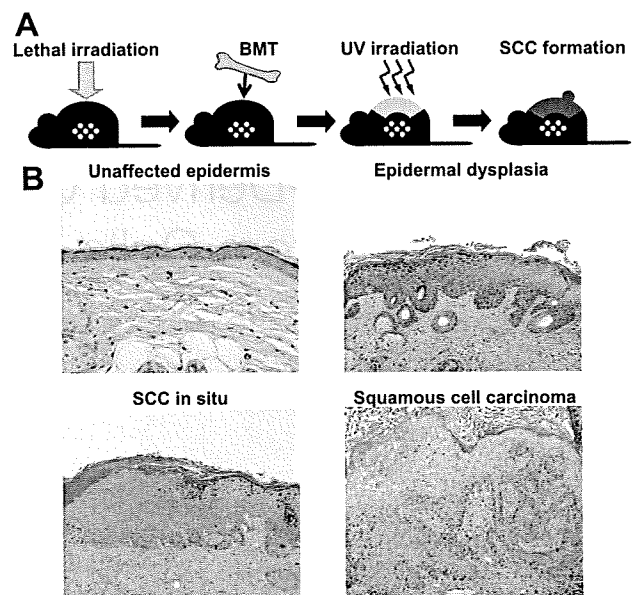 A
Lethal irradiation
BMT
UV irradiation
SCC formation
B
Unaffected epidermis
Epidermal dysplasia
SCC in situ
Squamous cell carcinoma